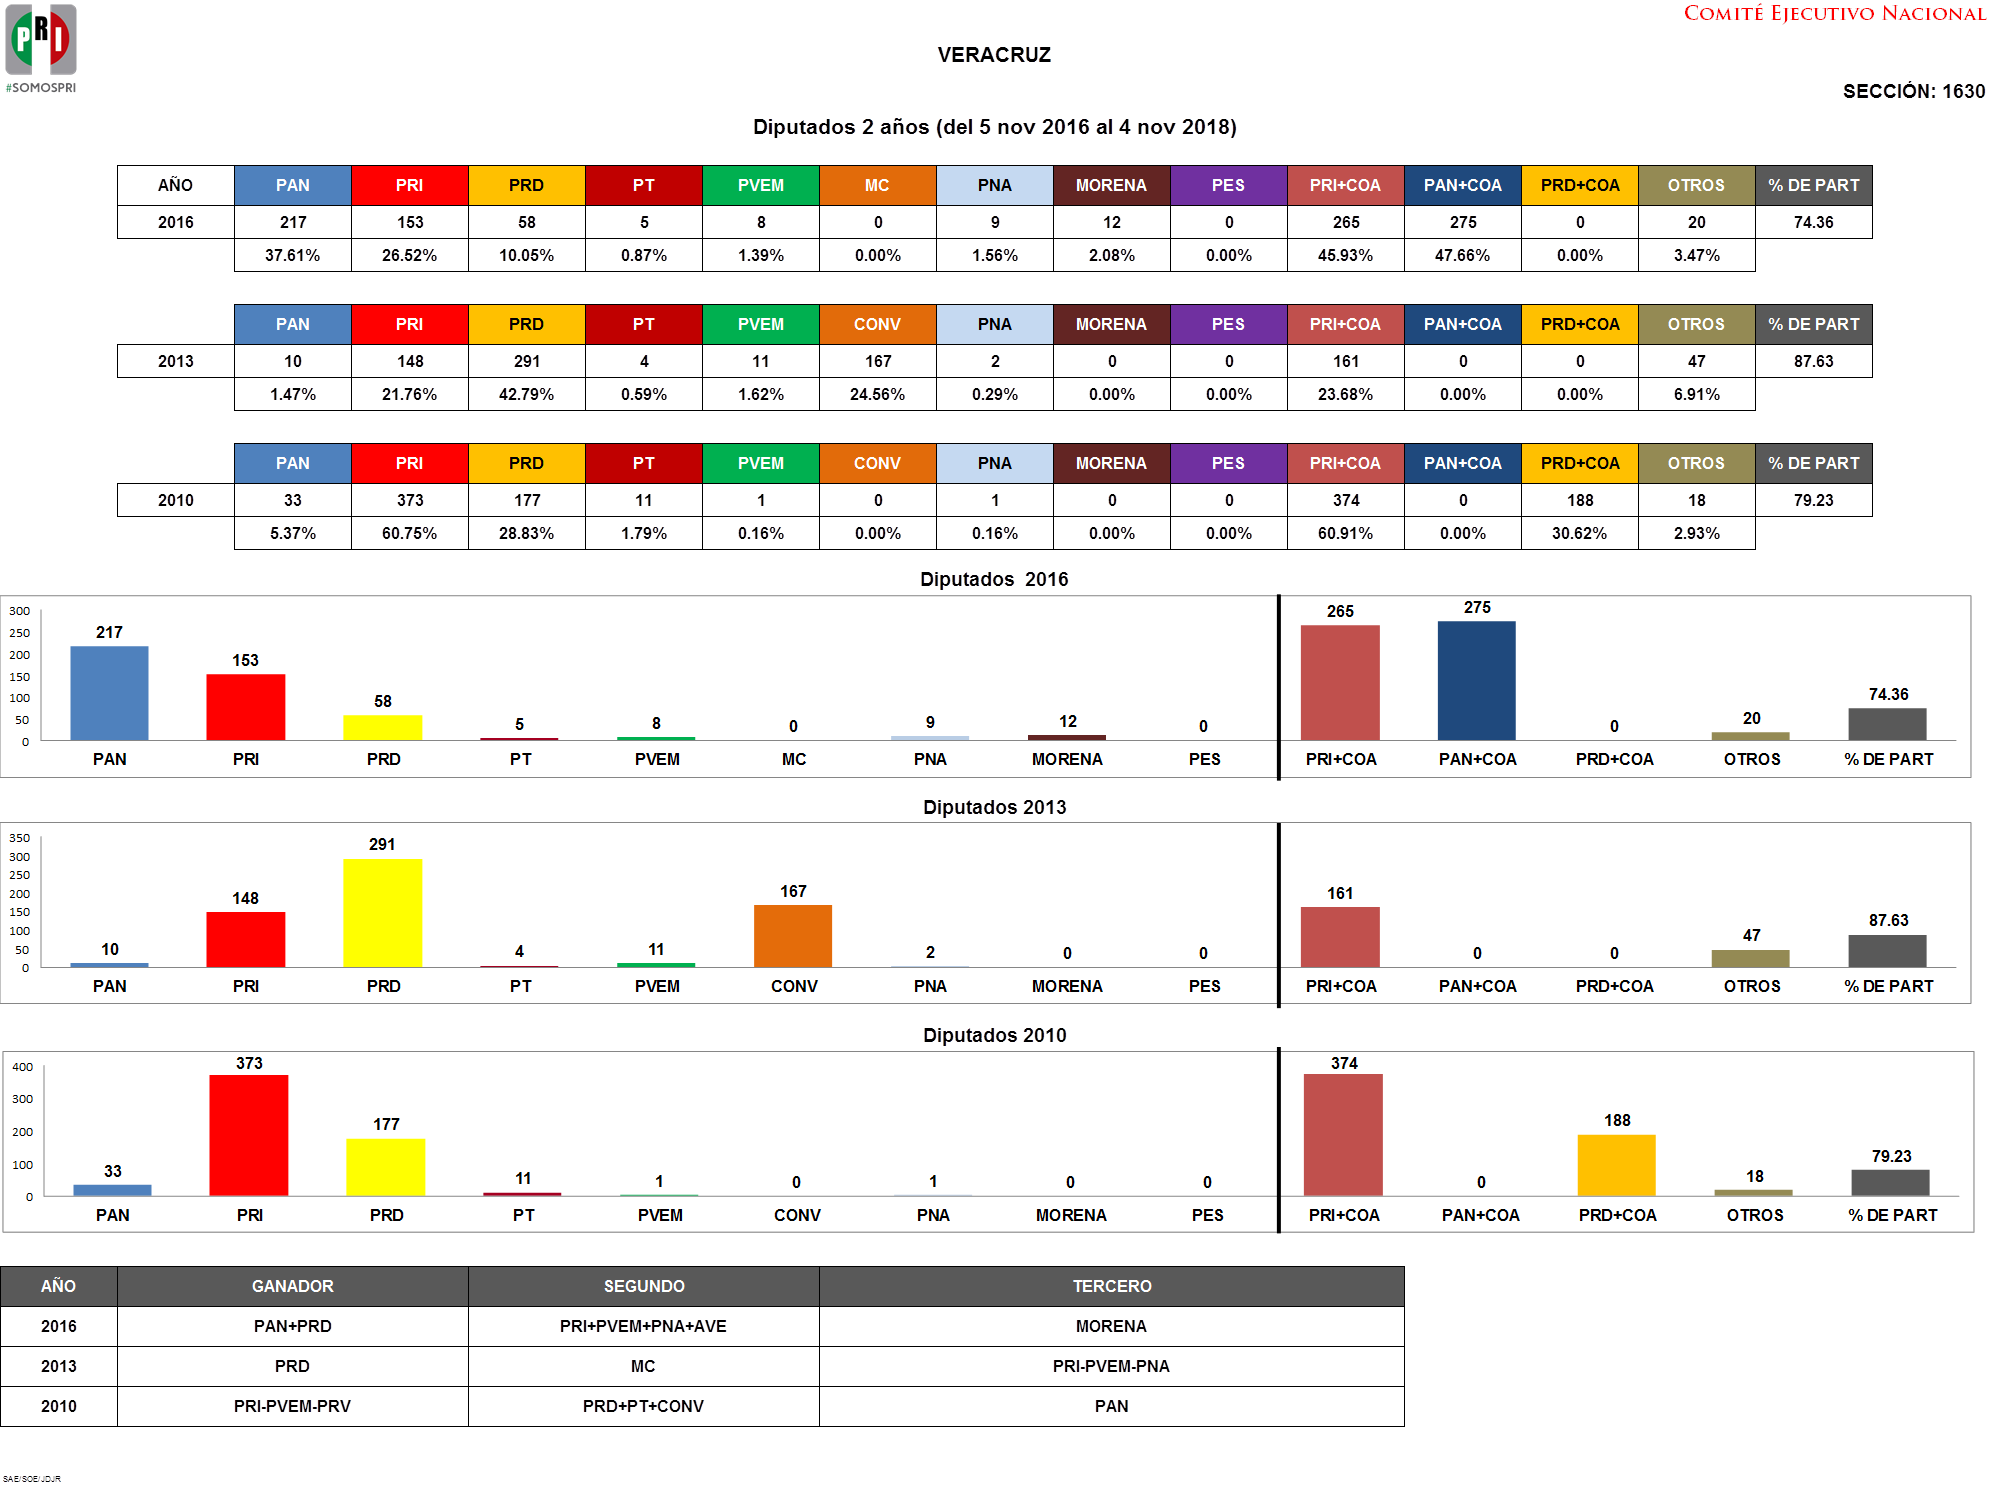 PRI
#SOMOSPRI
COMITÉ EJECUTIVO NACIONAL
VERACRUZ
SECCIÓN: 1630
Diputados 2 años (del 5 nov 2016 al 4 nov 2018)
AÑO PAN PRI PRD PT PVEM MC PNA MORENA PES PRI+COA PAN+COA PRD+COA OTROS % DE PART
2016 217 153 58 5 8 0 9 12 0 265 275 0 20 74.36
37.61% 26.52% 10.05% 0.87% 1.39% 0.00% 1.56% 2.08% 0.00% 45.93% 47.66% 0.00% 3.47%
PAN PRI PRD PT PVEM CONV PNA MORENA PES PRI+COA PAN+COA PRD+COA OTROS % DE PART
2013 10 148 291 4 11 167 2 0 0 161 0 0 47 87.63
1.47% 21.76% 42.79% 0.59% 1.62% 24.56% 0.29% 0.00% 0.00% 23.68% 0.00% 0.00% 6.91%
PAN PRI PRD PT PVEM CONV PNA MORENA PES PRI+COA PAN+COA PRD+COA OTROS % DE PART
2010 33 373 177 11 1 0 1 0 0 374 0 188 18 79.23
5.37% 60.75% 28.83% 1.79% 0.16% 0.00% 0.16% 0.00% 0.00% 60.91% 0.00% 30.62% 2.93%
Diputados 2016
300
250
200
150
100
50
0
217 153 58 5 8 0 9 12 0 265 275 0 20 74.36
PAN PRI PRD PT PVEM MC PNA MORENA PES PRI+COA PAN+COA PRD+COA OTROS % DE PART
Diputados 2013
350
300
250
200
150
100
50
0
10 148 291 4 11 167 2 0 0 161 0 0 47 87.63
PAN PRI PRD PT PVEM CONV PNA MORENA PES PRI+COA PAN+COA PRD+COA OTROS % DE PART
Diputados 2010
400
300
200
100
0
33 373 177 11 1 0 1 0 0 374 0 188 18 79.23
PAN PRI PRD PT PVEM CONV PNA MORENA PES PRI+COA PAN+COA PRD+COA OTROS % DE PART
AÑO GANADOR SEGUNDO TERCERO
2016 PAN+PRD PRI+PVEM+PNA+AVE MORENA
2013 PRD MC PRI-PVEM-PNA
2010 PRI-PVEM-PRV PRD+PT+CONV PAN
SAE/SOE/JDJR